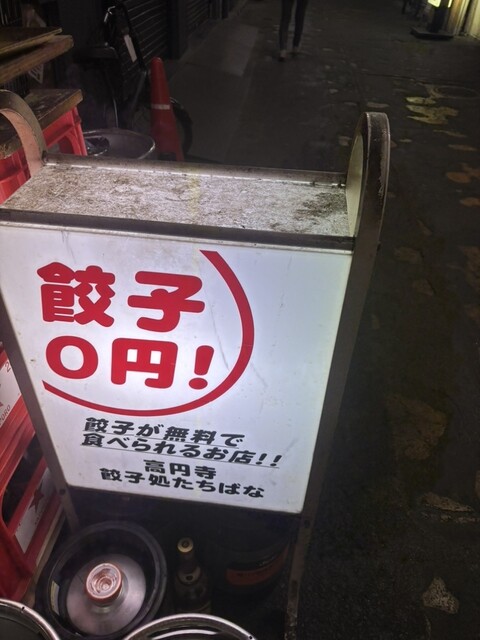 餃子
0円!
餃子が無料で
食べられるお店!!
高円寺
餃子処たちばな